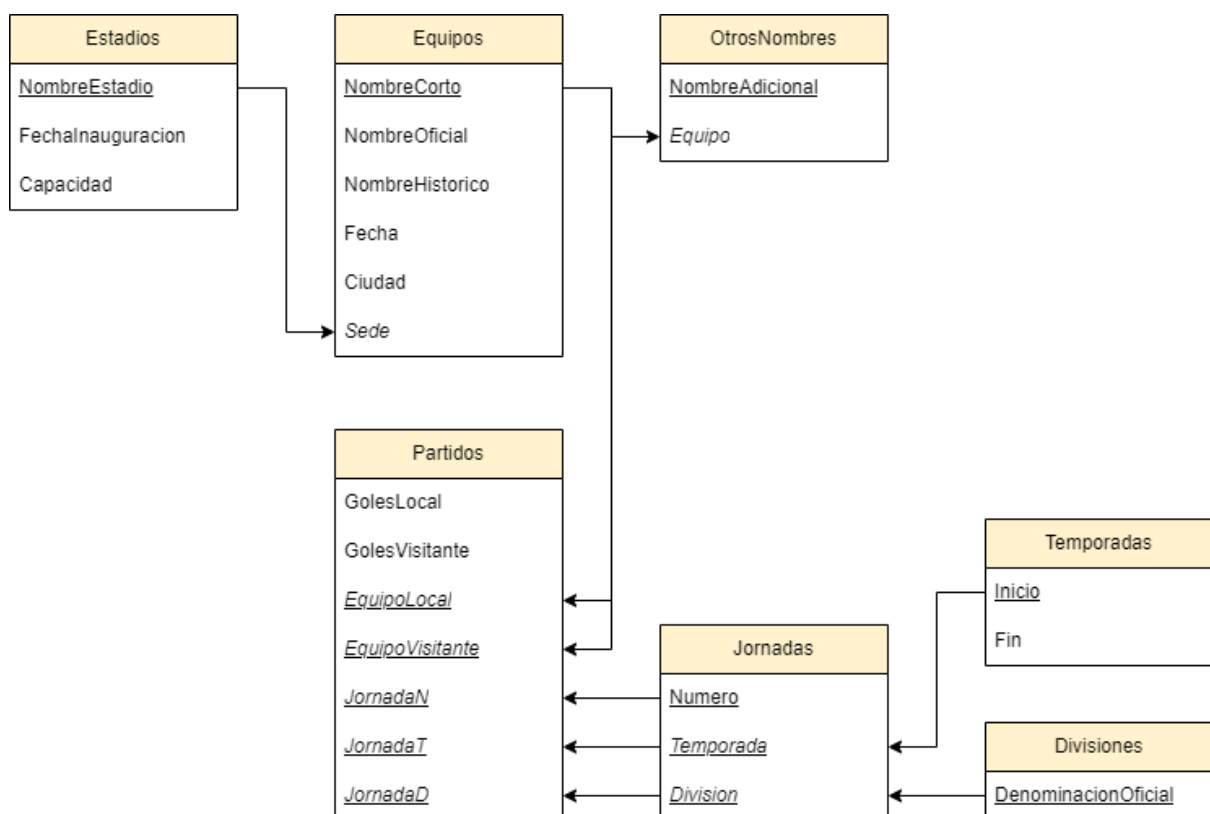 Estadios
NombreEstadio
FechaInauguracion
Capacidad
Equipos
NombreCorto
NombreOficial
NombreHistorico
Fecha
Ciudad
Sede
OtrosNombres
NombreAdicional
Equipo
Partidos
GolesLocal
GolesVisitante
EquipoLocal
EquipoVisitante
JornadaN
JornadaT
JornadaD
Jornadas
Numero
Temporada
Division
Temporadas
Inicio
Fin
Divisiones
DenominacionOficial